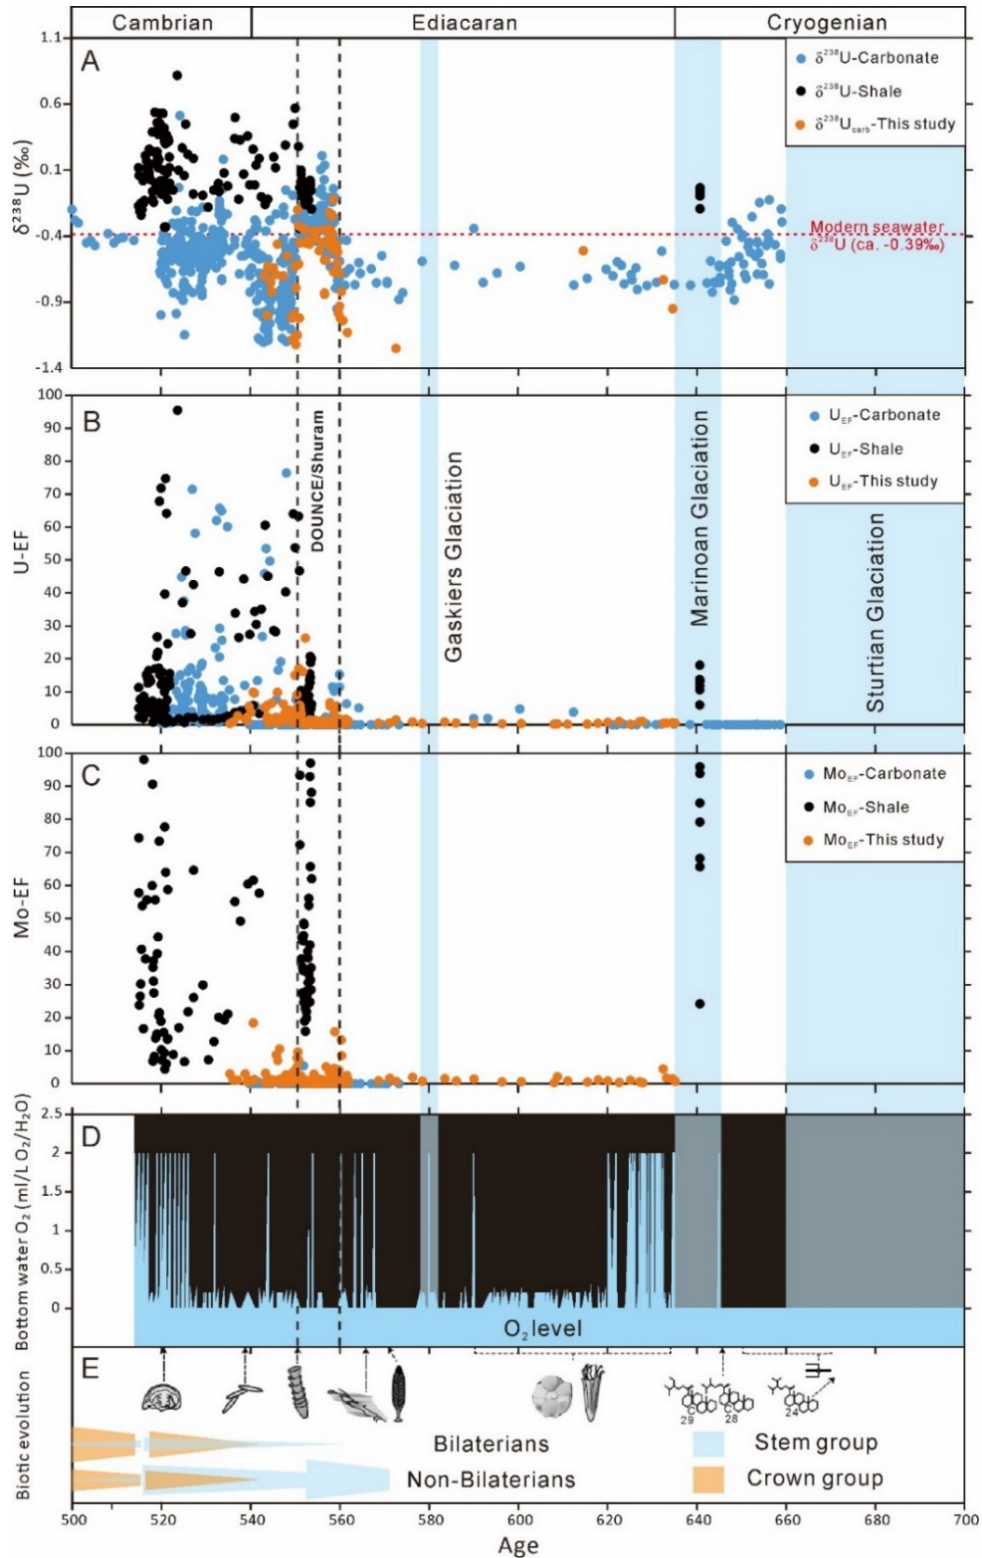 Cambrian Ediacaran Cryogenian
1.1
0.6
0.1
-0.4
-0.9
-1.4
δ²³⁸U (‰)
A
δ²³⁸U-Carbonate
δ²³⁸U-Shale
δ²³⁸Ucarb-This study
Modern seawater
δ²³⁸U (ca. -0.39‰)
100
90
80
70
60
50
40
30
20
10
0
U-EF
B
UEF-Carbonate
UEF-Shale
UEF-This study
DOUNCE/Shuram
Gaskiers Glaciation
Marinoan Glaciation
Sturtian Glaciation
100
90
80
70
60
50
40
30
20
10
0
Mo-EF
C
MoEF-Carbonate
MoEF-Shale
MoEF-This study
2.5
2
1.5
1
0.5
0
Bottom water O₂ (ml/L O₂/H₂O)
D
O₂ level
E
Biotic evolution
C
29
C
28
24
Bilaterians
Non-Bilaterians
Stem group
Crown group
500 520 540 560 580 600 620 640 660 680 700
Age